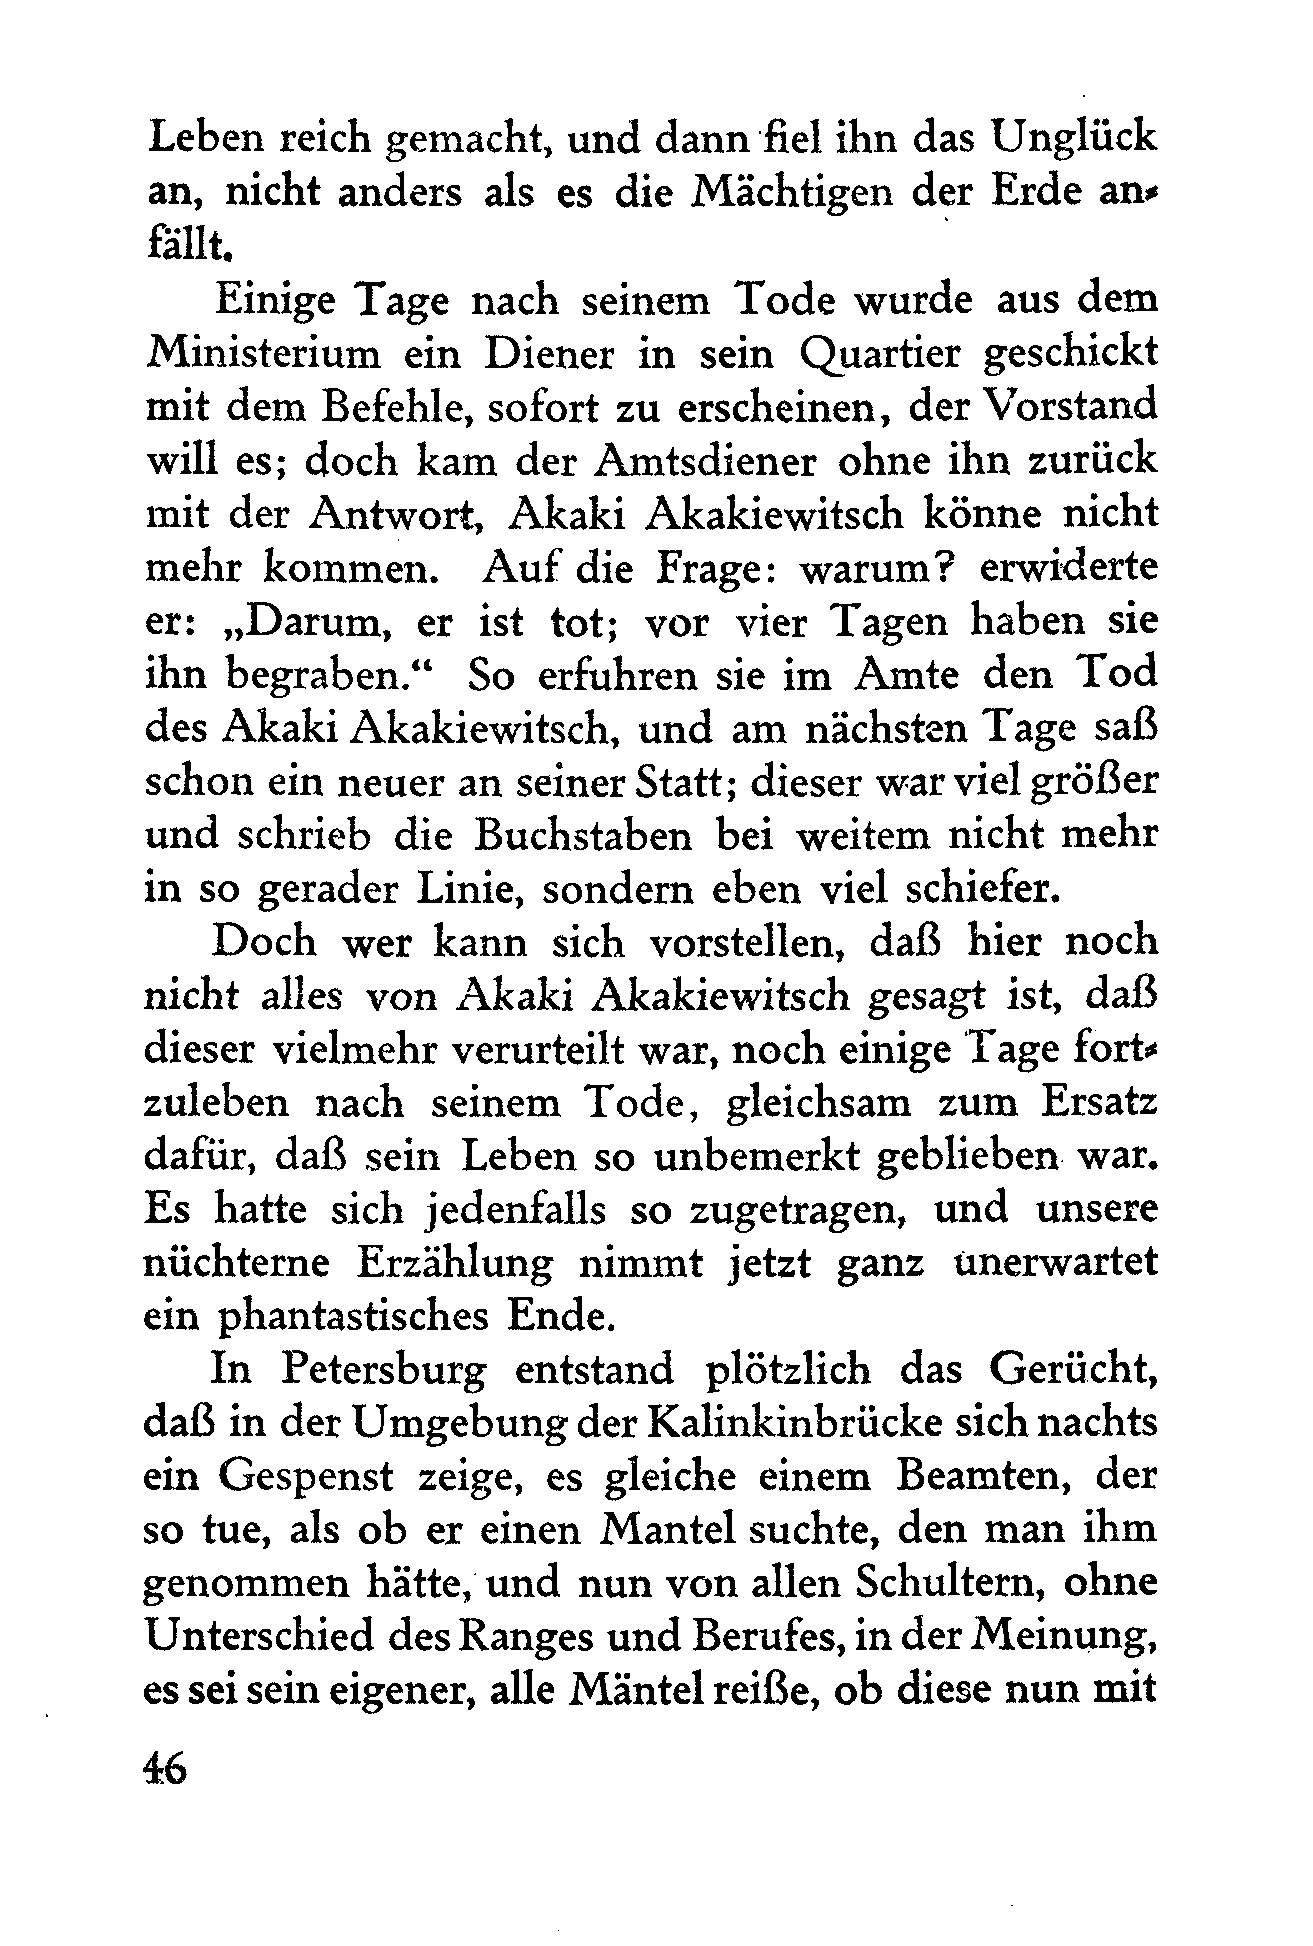 Leben reich gemacht, und dann fiel ihn das Unglück
an, nicht anders als es die Mächtigen der Erde an⸗
fällt.
Einige Tage nach seinem Tode wurde aus dem
Ministerium ein Diener in sein Quartier geschickt
mit dem Befehle, sofort zu erscheinen, der Vorstand
will es; doch kam der Amtsdiener ohne ihn zurück
mit der Antwort, Akaki Akakiewitsch könne nicht
mehr kommen. Auf die Frage: warum? erwiderte
er: „Darum, er ist tot; vor vier Tagen haben sie
ihn begraben.“ So erfuhren sie im Amte den Tod
des Akaki Akakiewitsch, und am nächsten Tage saß
schon ein neuer an seiner Statt; dieser war viel größer
und schrieb die Buchstaben bei weitem nicht mehr
in so gerader Linie, sondern eben viel schiefer.
Doch wer kann sich vorstellen, daß hier noch
nicht alles von Akaki Akakiewitsch gesagt ist, daß
dieser vielmehr verurteilt war, noch einige Tage fort⸗
zuleben nach seinem Tode, gleichsam zum Ersatz
dafür, daß sein Leben so unbemerkt geblieben war.
Es hatte sich jedenfalls so zugetragen, und unsere
nüchterne Erzählung nimmt jetzt ganz unerwartet
ein phantastisches Ende.
In Petersburg entstand plötzlich das Gerücht,
daß in der Umgebung der Kalinkinbrücke sich nachts
ein Gespenst zeige, es gleiche einem Beamten, der
so tue, als ob er einen Mantel suchte, den man ihm
genommen hätte, und nun von allen Schultern, ohne
Unterschied des Ranges und Berufes, in der Meinung,
es sei sein eigener, alle Mäntel reiße, ob diese nun mit
46